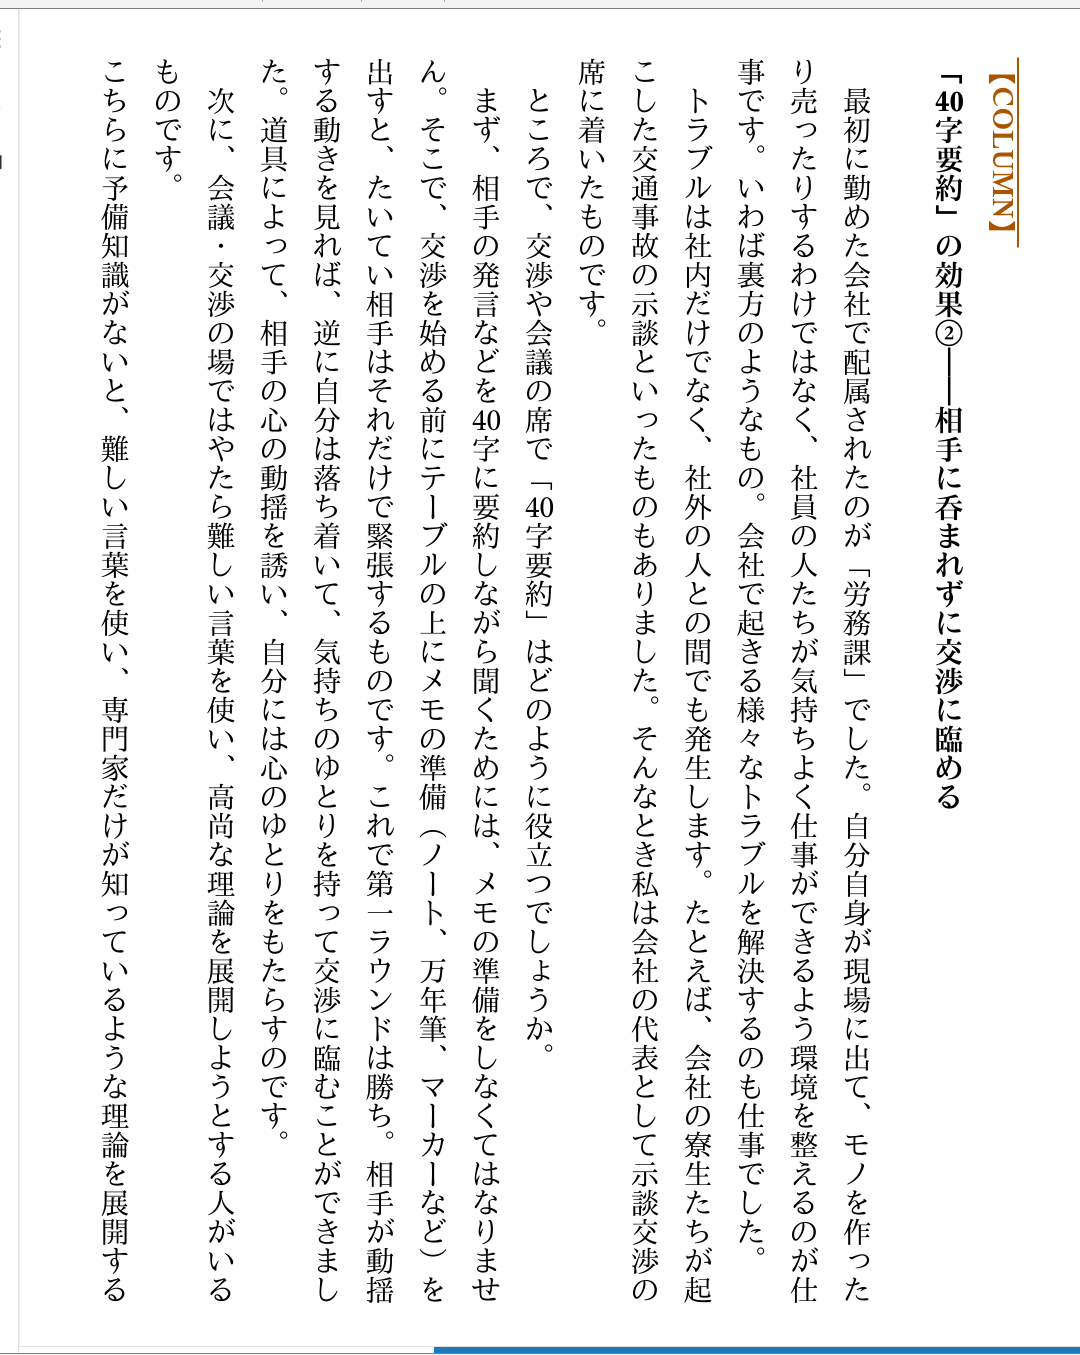 【COLUMN】
「40字要約」の効果②――相手に呑まれずに交渉に臨める
最初に勤めた会社で配属されたのが「労務課」でした。自分自身が現場に出て、モノを作った
り売ったりするわけではなく、社員の人たちが気持ちよく仕事ができるよう環境を整えるのが仕
事です。いわば裏方のようなもの。会社で起きる様々なトラブルを解決するのも仕事でした。
トラブルは社内だけでなく、社外の人との間でも発生します。たとえば、会社の寮生たちが起
こした交通事故の示談といったものもありました。そんなとき私は会社の代表として示談交渉の
席に着いたものです。
ところで、交渉や会議の席で「40字要約」はどのように役立つでしょうか。
まず、相手の発言などを40字に要約しながら聞くためには、メモの準備をしなくてはなりませ
ん。そこで、交渉を始める前にテーブルの上にメモの準備（ノート、万年筆、マーカーなど）を
出すと、たいてい相手はそれだけで緊張するものです。これで第一ラウンドは勝ち。相手が動揺
する動きを見れば、逆に自分は落ち着いて、気持ちのゆとりを持って交渉に臨むことができまし
た。道具によって、相手の心の動揺を誘い、自分には心のゆとりをもたらすのです。
次に、会議・交渉の場ではやたら難しい言葉を使い、高尚な理論を展開しようとする人がいる
ものです。
こちらに予備知識がないと、難しい言葉を使い、専門家だけが知っているような理論を展開する